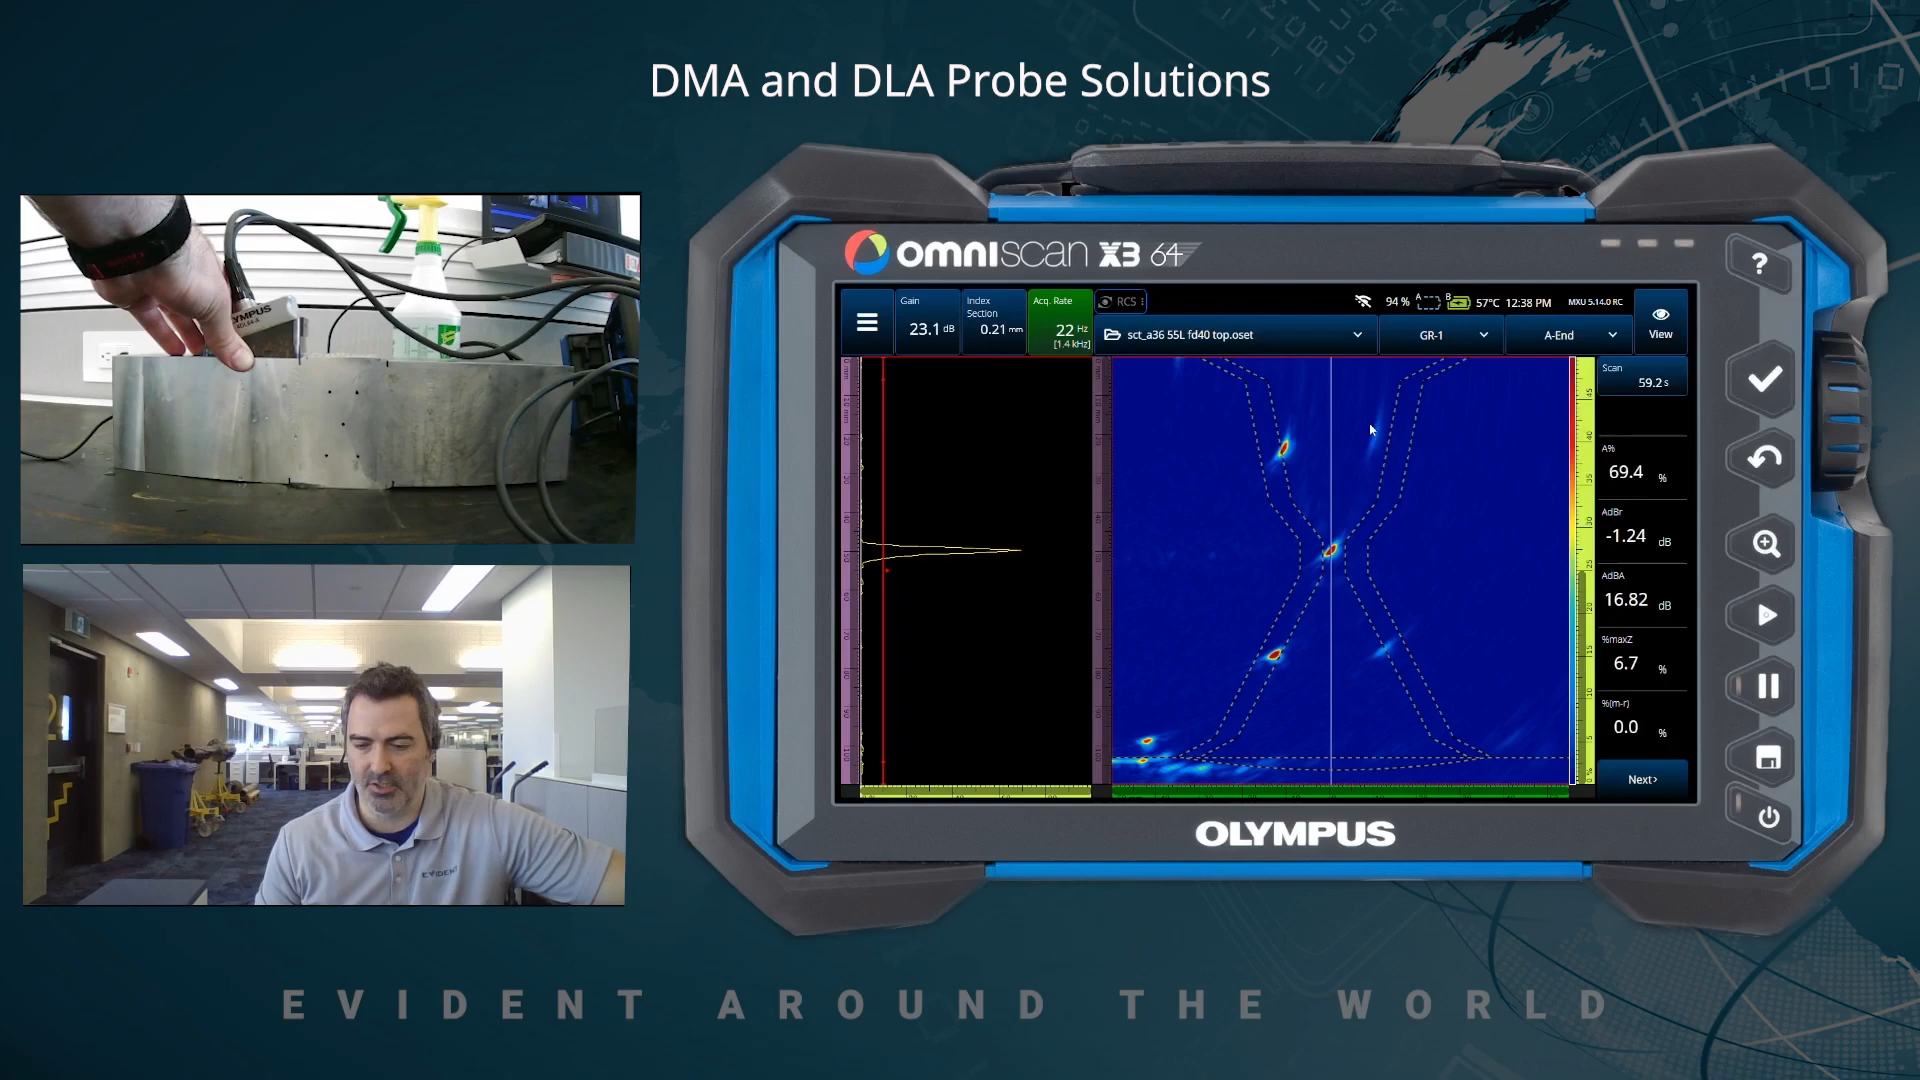 DMA and DLA Probe Solutions
OLYMPUS
EVIDENT
OMNISCAN X3 64
?
Gain
23.1 dB
Index Section
0.21 mm
Acq. Rate
22 Hz
[1.4 kHz]
RCS
94 %
A
B
57°C
12:38 PM
MXU 5.14.0 RC
sct_a36 55L fd40 top.oset
GR-1
A-End
View
Scan
59.2 s
A%
69.4 %
AdBr
-1.24 dB
AdBA
16.82 dB
%maxZ
6.7 %
%(m-r)
0.0 %
Next>
OLYMPUS
EVIDENT AROUND THE WORLD